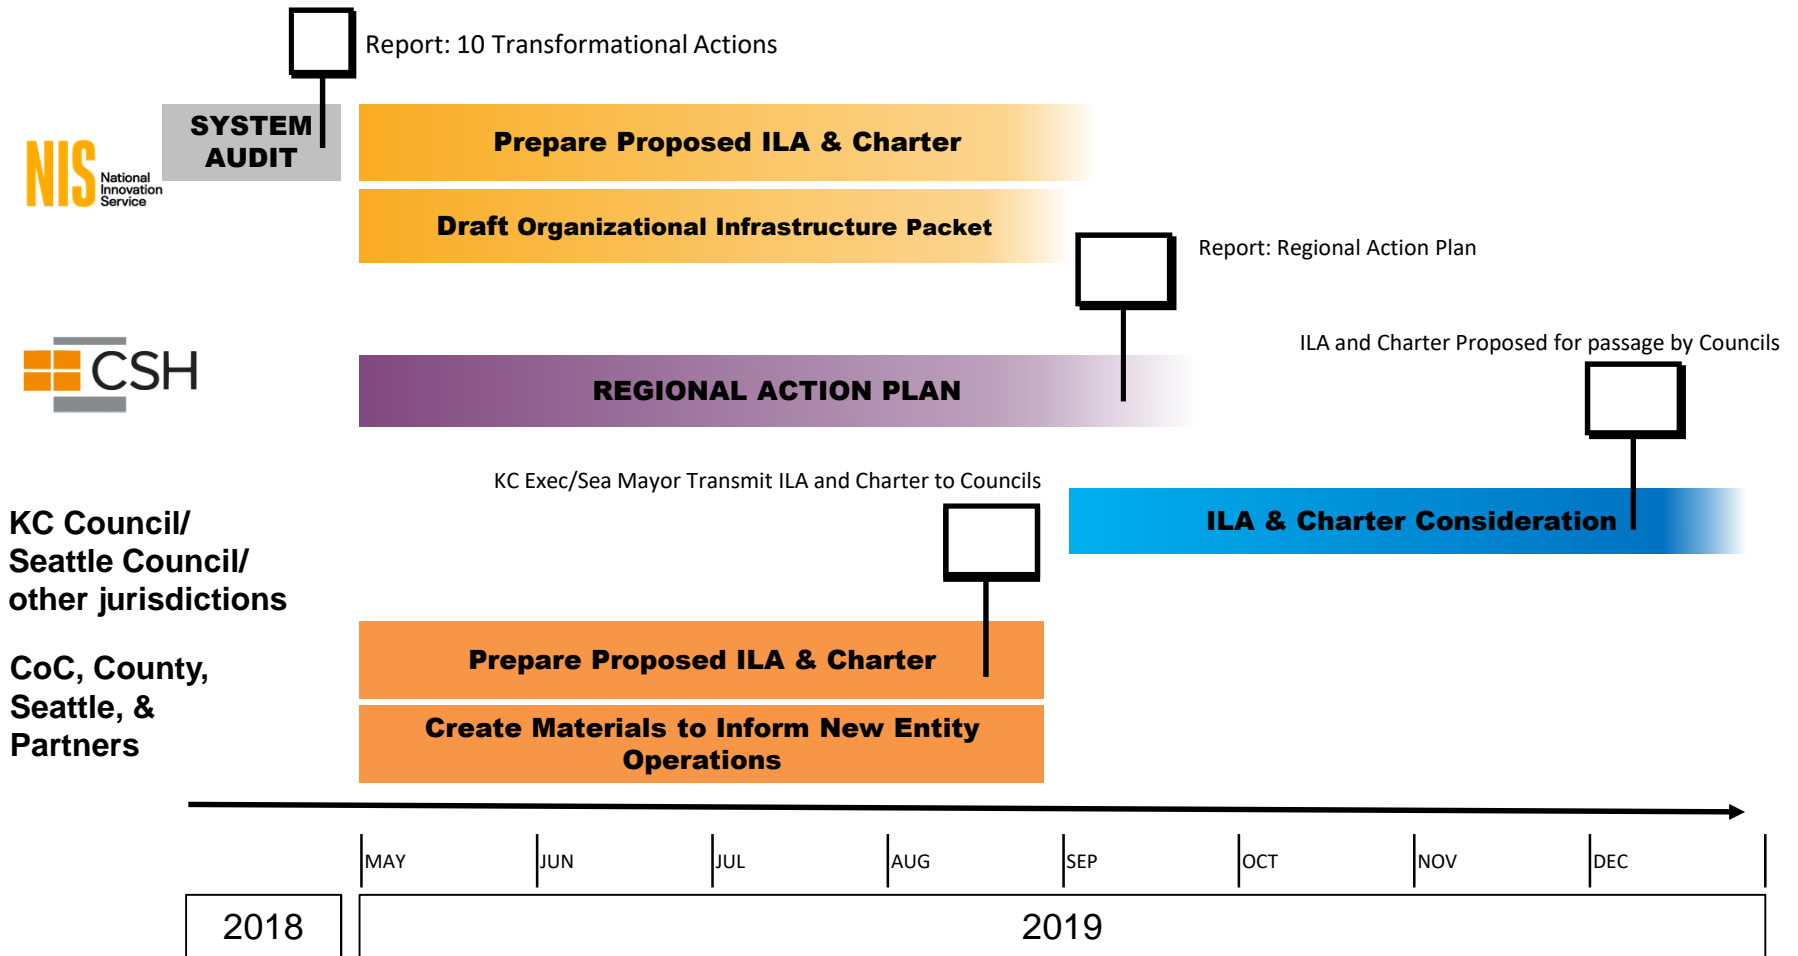 Report: 10 Transformational Actions
SYSTEM
AUDIT
NIS
National
Innovation
Service
Prepare Proposed ILA & Charter
Draft Organizational Infrastructure Packet
Report: Regional Action Plan
ILA and Charter Proposed for passage by Councils
CSH
REGIONAL ACTION PLAN
KC Exec/Sea Mayor Transmit ILA and Charter to Councils
KC Council/
Seattle Council/
other jurisdictions
ILA & Charter Consideration
CoC, County,
Seattle, &
Partners
Prepare Proposed ILA & Charter
Create Materials to Inform New Entity
Operations
MAY JUN JUL AUG SEP OCT NOV DEC
2018 2019